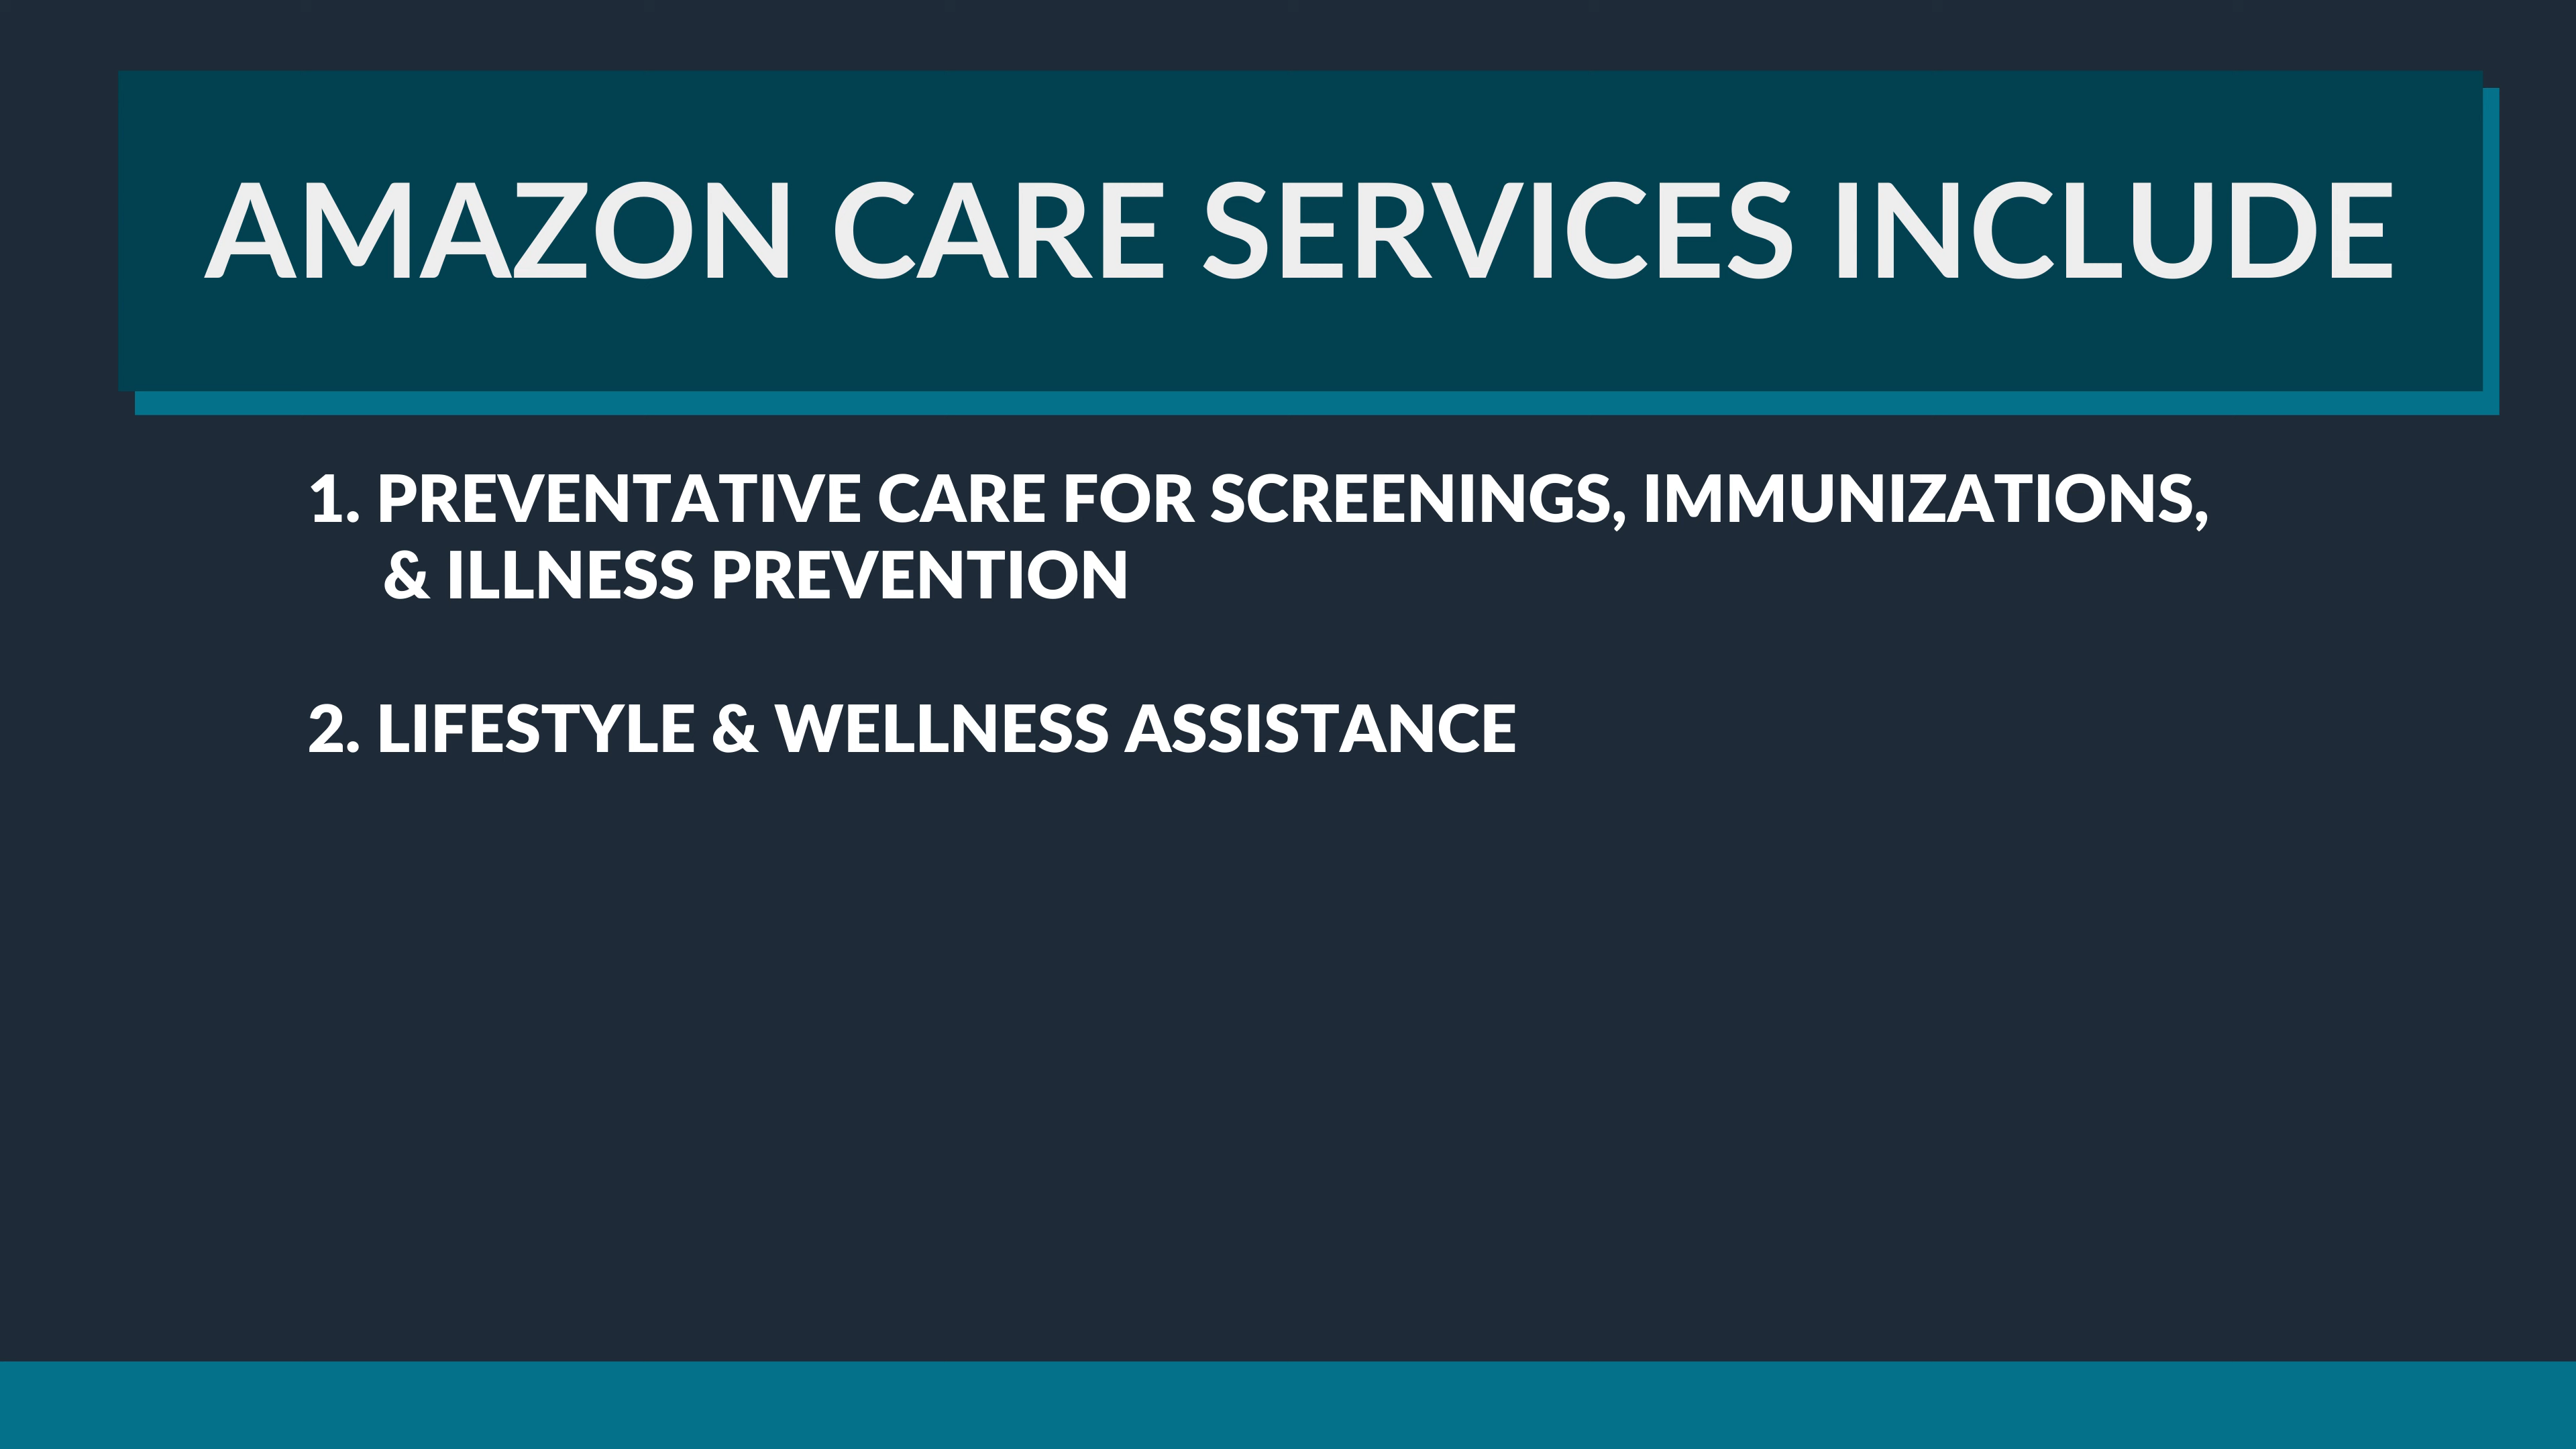 AMAZON CARE SERVICES INCLUDE
1. PREVENTATIVE CARE FOR SCREENINGS, IMMUNIZATIONS,
& ILLNESS PREVENTION
2. LIFESTYLE & WELLNESS ASSISTANCE